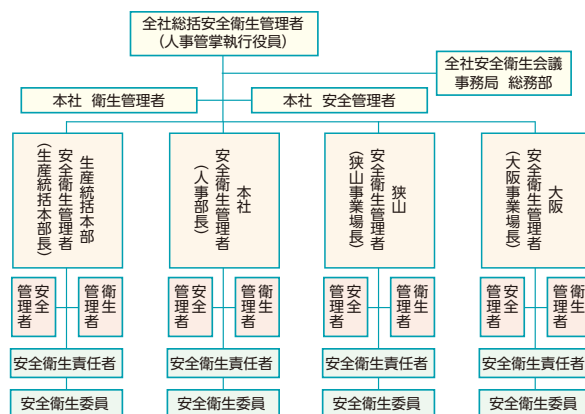 全社総括安全衛生管理者
（人事管掌執行役員）
全社安全衛生会議
事務局 総務部
本社 衛生管理者
本社 安全管理者
生産統括本部
安全衛生管理者
（生産統括本部長）
本社
安全衛生管理者
（人事部長）
狭山
安全衛生管理者
（狭山事業場長）
大阪
安全衛生管理者
（大阪事業場長）
安全
管理者
衛生
管理者
安全
管理者
衛生
管理者
安全
管理者
衛生
管理者
安全
管理者
衛生
管理者
安全衛生責任者
安全衛生責任者
安全衛生責任者
安全衛生責任者
安全衛生委員
安全衛生委員
安全衛生委員
安全衛生委員